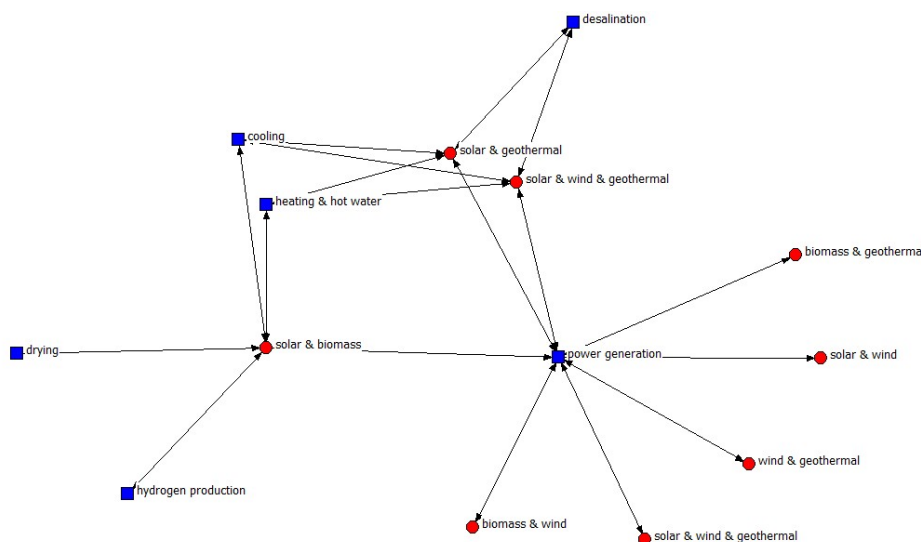 desalination
cooling
solar & geothermal
solar & wind & geothermal
heating & hot water
biomass & geotherma
drying
solar & biomass
power generation
solar & wind
wind & geothermal
hydrogen production
biomass & wind
solar & wind & geothermal